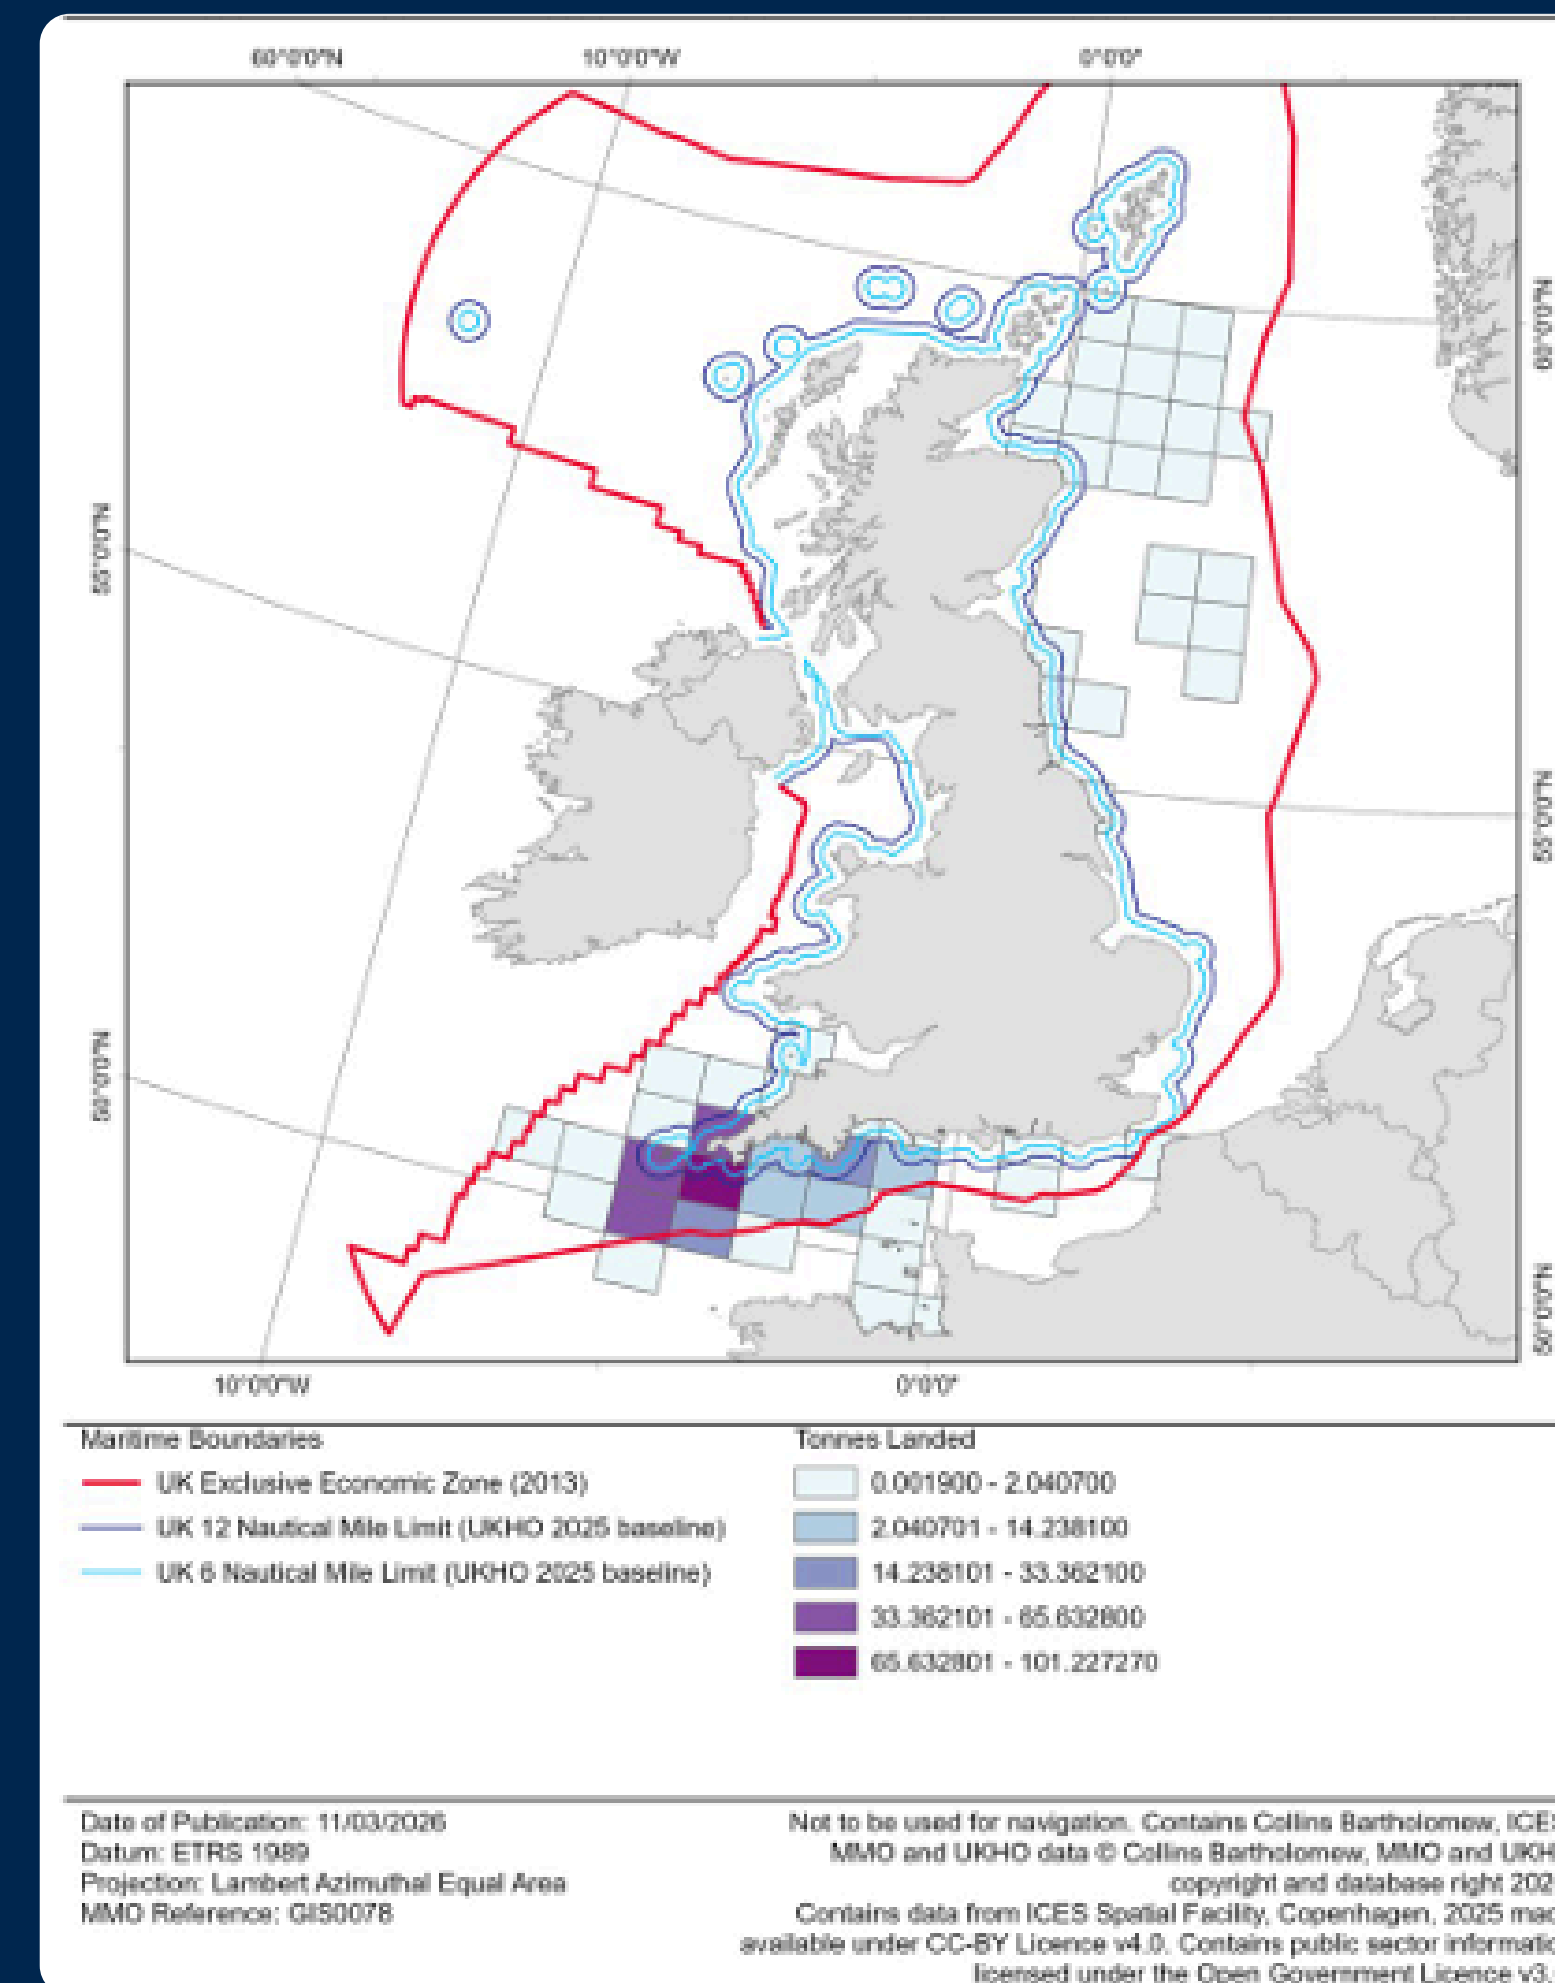 60°0'0"N 10°0'0"W 0°0'0"
55°0'0"N
50°0'0"N
60°0'0"N
55°0'0"N
50°0'0"N
10°0'0"W 0°0'0"
Maritime Boundaries
UK Exclusive Economic Zone (2013)
UK 12 Nautical Mile Limit (UKHO 2025 baseline)
UK 6 Nautical Mile Limit (UKHO 2025 baseline)
Tonnes Landed
0.001900 - 2.040700
2.040701 - 14.238100
14.238101 - 33.362100
33.362101 - 65.632800
65.632801 - 101.227270
Date of Publication: 11/03/2026
Datum: ETRS 1989
Projection: Lambert Azimuthal Equal Area
MMO Reference: GIS0078
Not to be used for navigation. Contains Collins Bartholomew, ICES
MMO and UKHO data © Collins Bartholomew, MMO and UKH
copyright and database right 202
Contains data from ICES Spatial Facility, Copenhagen, 2025 mad
available under CC-BY Licence v4.0. Contains public sector informatio
licensed under the Open Government Licence v3.